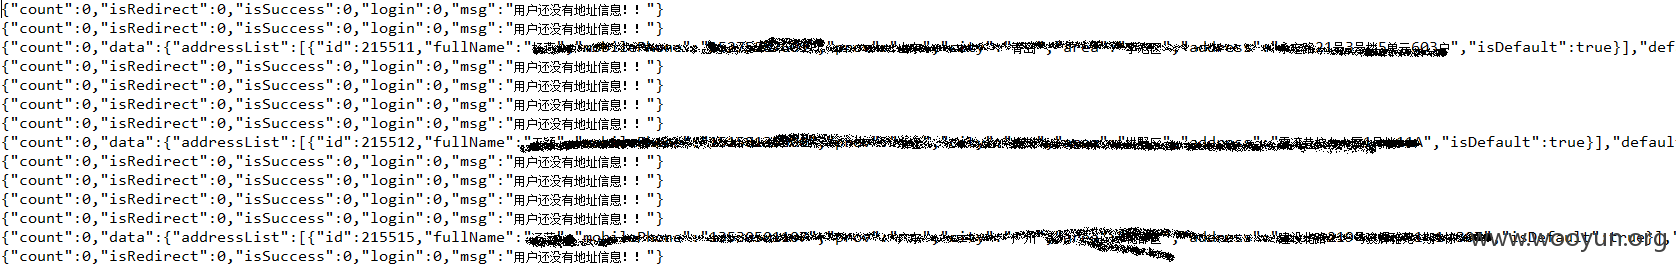 {"count":0,"isRedirect":0,"isSuccess":0,"login":0,"msg":"用户还没有地址信息！！"}
{"count":0,"isRedirect":0,"isSuccess":0,"login":0,"msg":"用户还没有地址信息！！"}
{"count":0,"data":{"addressList":[{"id":215511,"fullName":" ","isDefault":true}],"def
{"count":0,"isRedirect":0,"isSuccess":0,"login":0,"msg":"用户还没有地址信息！！"}
{"count":0,"isRedirect":0,"isSuccess":0,"login":0,"msg":"用户还没有地址信息！！"}
{"count":0,"isRedirect":0,"isSuccess":0,"login":0,"msg":"用户还没有地址信息！！"}
{"count":0,"isRedirect":0,"isSuccess":0,"login":0,"msg":"用户还没有地址信息！！"}
{"count":0,"data":{"addressList":[{"id":215512,"fullName":" ","isDefault":true}],"defaul
{"count":0,"isRedirect":0,"isSuccess":0,"login":0,"msg":"用户还没有地址信息！！"}
{"count":0,"isRedirect":0,"isSuccess":0,"login":0,"msg":"用户还没有地址信息！！"}
{"count":0,"isRedirect":0,"isSuccess":0,"login":0,"msg":"用户还没有地址信息！！"}
{"count":0,"isRedirect":0,"isSuccess":0,"login":0,"msg":"用户还没有地址信息！！"}
{"count":0,"data":{"addressList":[{"id":215515,"fullName":" "isDefault":true}],"
www.wooyun.org
{"count":0,"isRedirect":0,"isSuccess":0,"login":0,"msg":"用户还没有地址信息！！"}